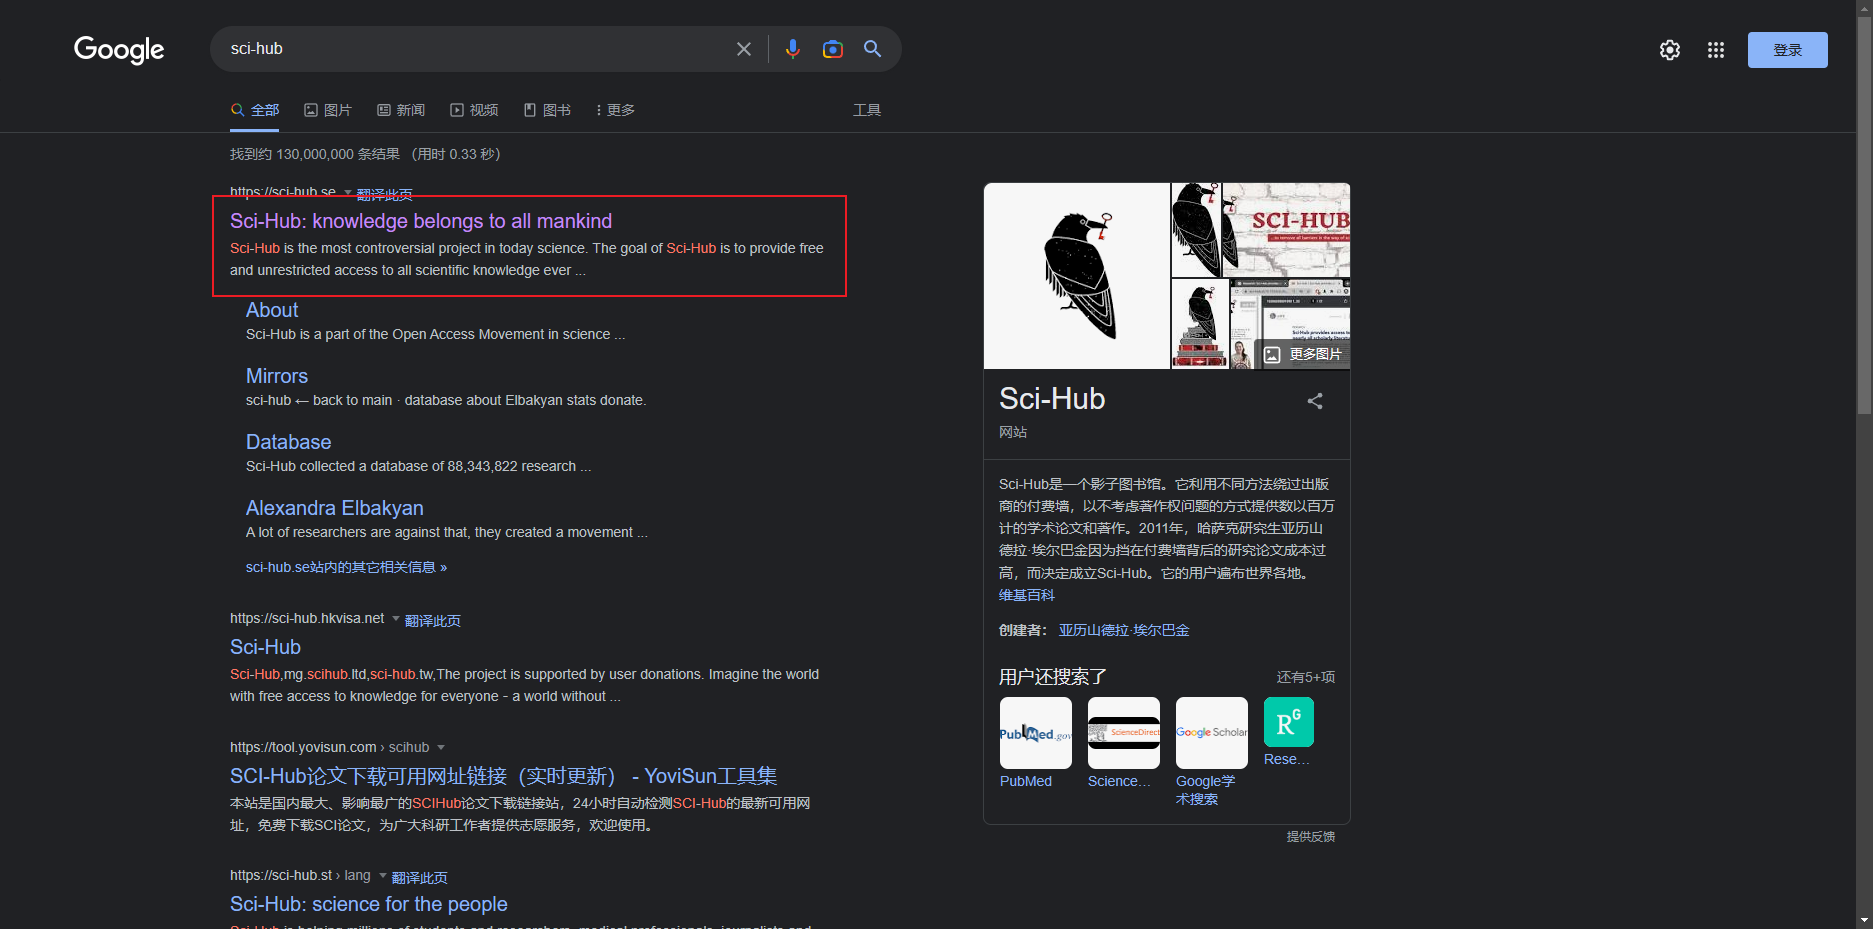 Google
sci-hub
登录
全部
图片
新闻
视频
图书
更多
工具
找到约 130,000,000 条结果 （用时 0.33 秒）
https://sci-hub.se
翻译此页
Sci-Hub: knowledge belongs to all mankind
Sci-Hub is the most controversial project in today science. The goal of Sci-Hub is to provide free
and unrestricted access to all scientific knowledge ever ...
About
Sci-Hub is a part of the Open Access Movement in science ...
Mirrors
sci-hub ← back to main · database about Elbakyan stats donate.
Database
Sci-Hub collected a database of 88,343,822 research ...
Alexandra Elbakyan
A lot of researchers are against that, they created a movement ...
sci-hub.se站内的其它相关信息 »
https://sci-hub.hkvisa.net
翻译此页
Sci-Hub
Sci-Hub,mg.scihub.ltd,sci-hub.tw,The project is supported by user donations. Imagine the world
with free access to knowledge for everyone - a world without ...
https://tool.yovisun.com › scihub
SCI-Hub论文下载可用网址链接（实时更新） - YoviSun工具集
本站是国内最大、影响最广的SCIHub论文下载链接站，24小时自动检测SCI-Hub的最新可用网
址，免费下载SCI论文，为广大科研工作者提供志愿服务，欢迎使用。
https://sci-hub.st › lang
翻译此页
Sci-Hub: science for the people
Sci-Hub is helping millions of students and researchers, medical professionals, journalists and
SCI-HUB
更多图片
Sci-Hub
网站
Sci-Hub是一个影子图书馆。它利用不同方法绕过出版
商的付费墙，以不考虑著作权问题的方式提供数以百万
计的学术论文和著作。2011年，哈萨克研究生亚历山
德拉·埃尔巴金因为挡在付费墙背后的研究论文成本过
高，而决定成立Sci-Hub。它的用户遍布世界各地。
维基百科
创建者： 亚历山德拉·埃尔巴金
用户还搜索了
还有5+项
PubMed.gov
ScienceDirect
Google Scholar
RG
PubMed
Science...
Google学
术搜索
Rese...
提供反馈